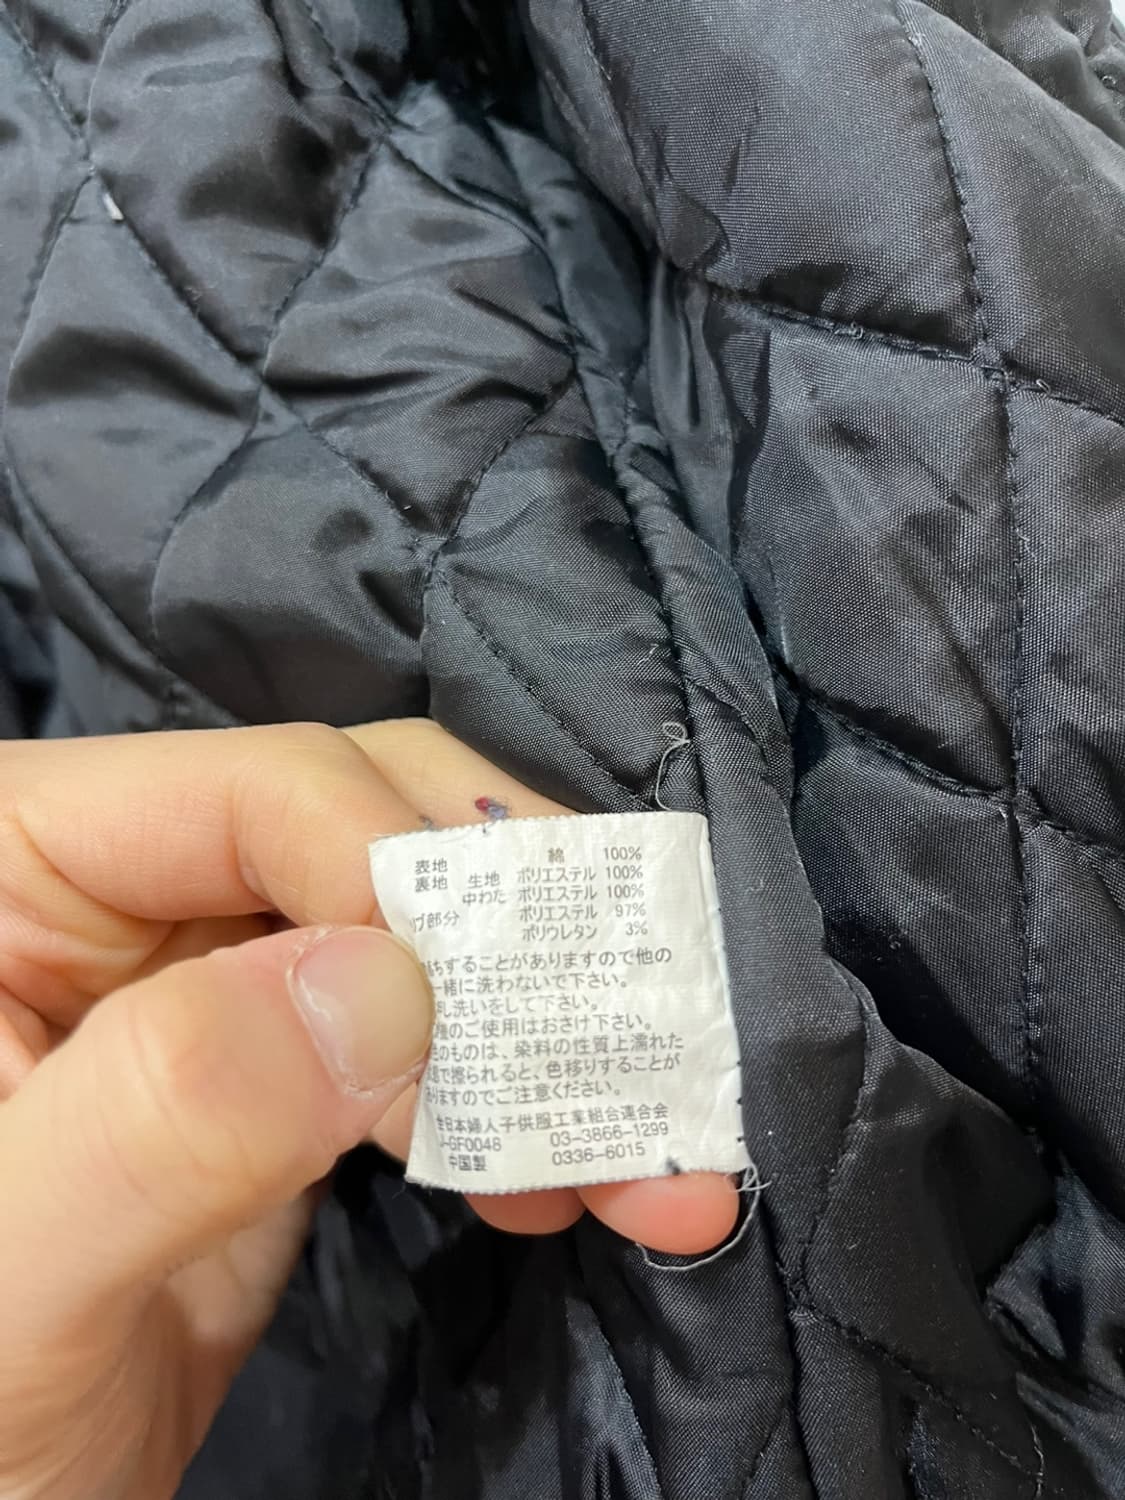 表地 綿 100%
裏地 生地 ポリエステル 100%
中わた ポリエステル 100%
リブ部分 ポリエステル 97%
ポリウレタン 3%
ちすることがありますので他の
一緒に洗わないで下さい。
し洗いをして下さい。
のご使用はおさけ下さい。
のものは、染料の性質上濡れた
で擦られると、色移りすることが
りますのでご注意ください。
全日本婦人子供服工業組合連合会
J-GF0048 03-3866-1299
中国製 0336-6015